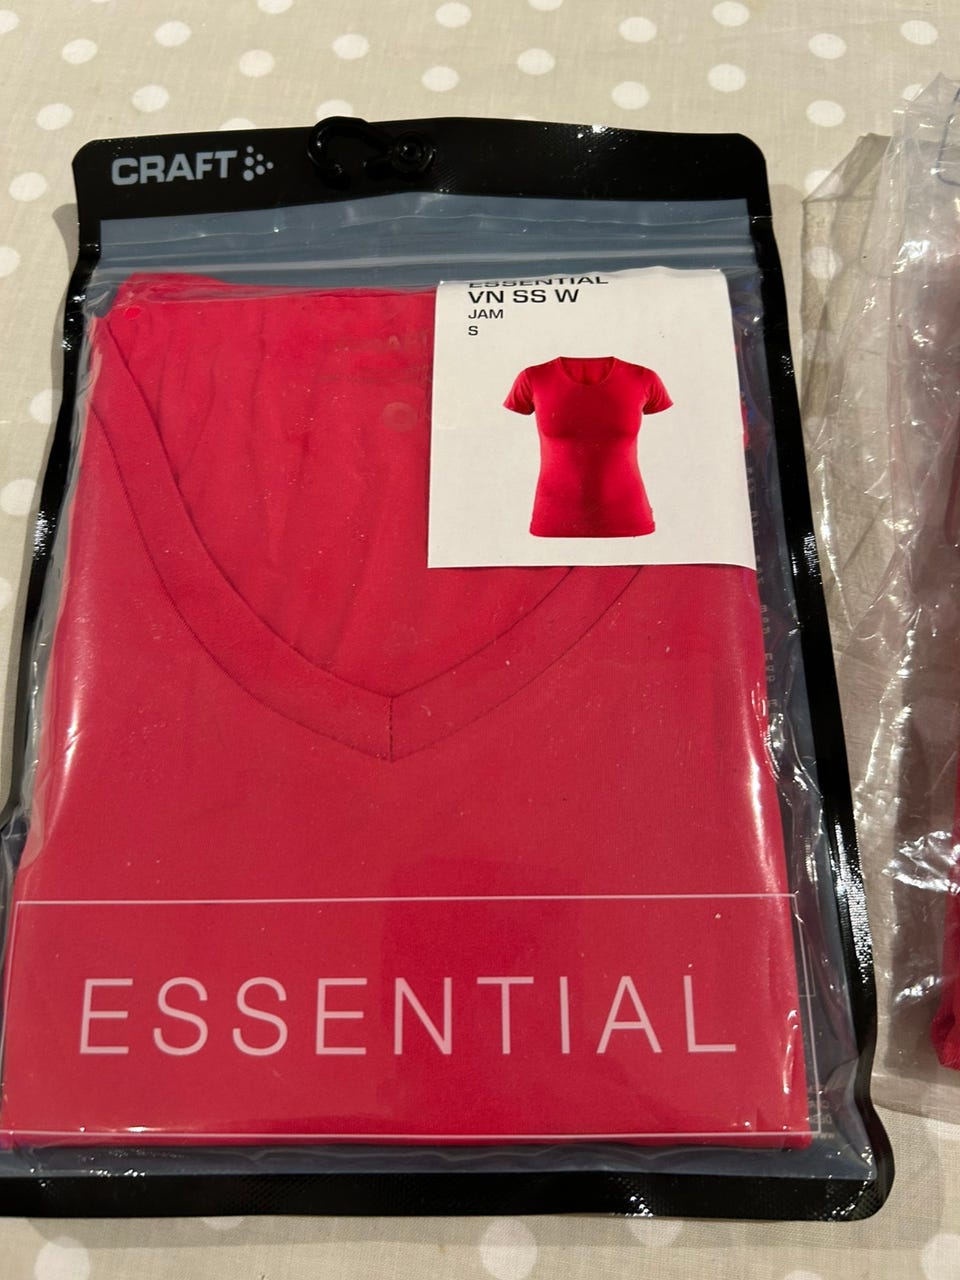 CRAFT
ESSENTIAL
VN SS W
JAM
S
ESSENTIAL